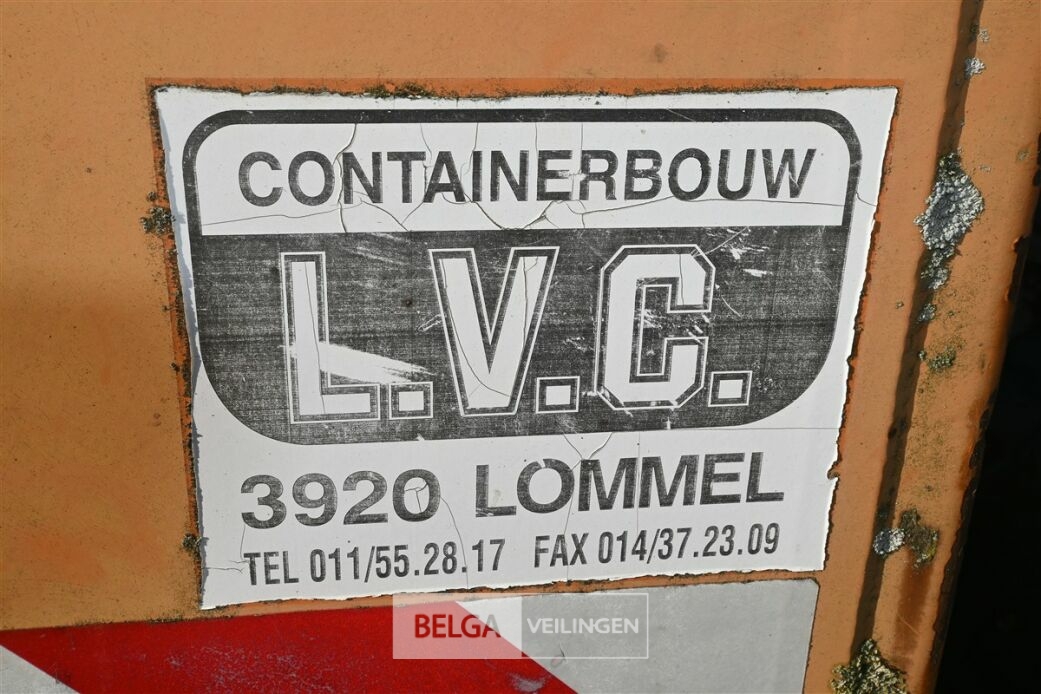 CONTAINERBOUW
L.V.C.
3920 LOMMEL
TEL 011/55.28.17 FAX 014/37.23.09
BELGA VEILINGEN